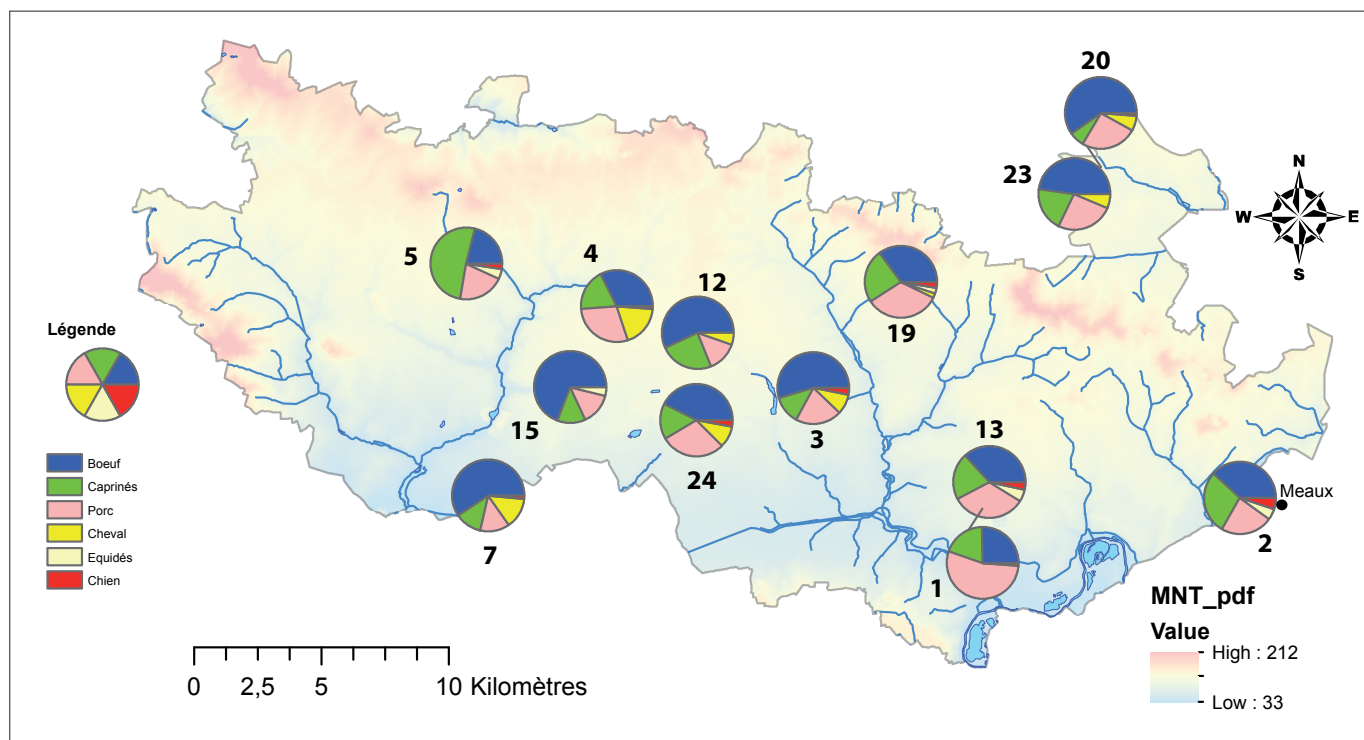 20
N
W E
S
23
5
4
12
19
Légende
Boeuf
Caprinés
Porc
Cheval
Equidés
Chien
15
24
3
13
7
1
2
Meaux
0 2,5 5 10 Kilomètres
MNT_pdf
Value
High : 212
Low : 33